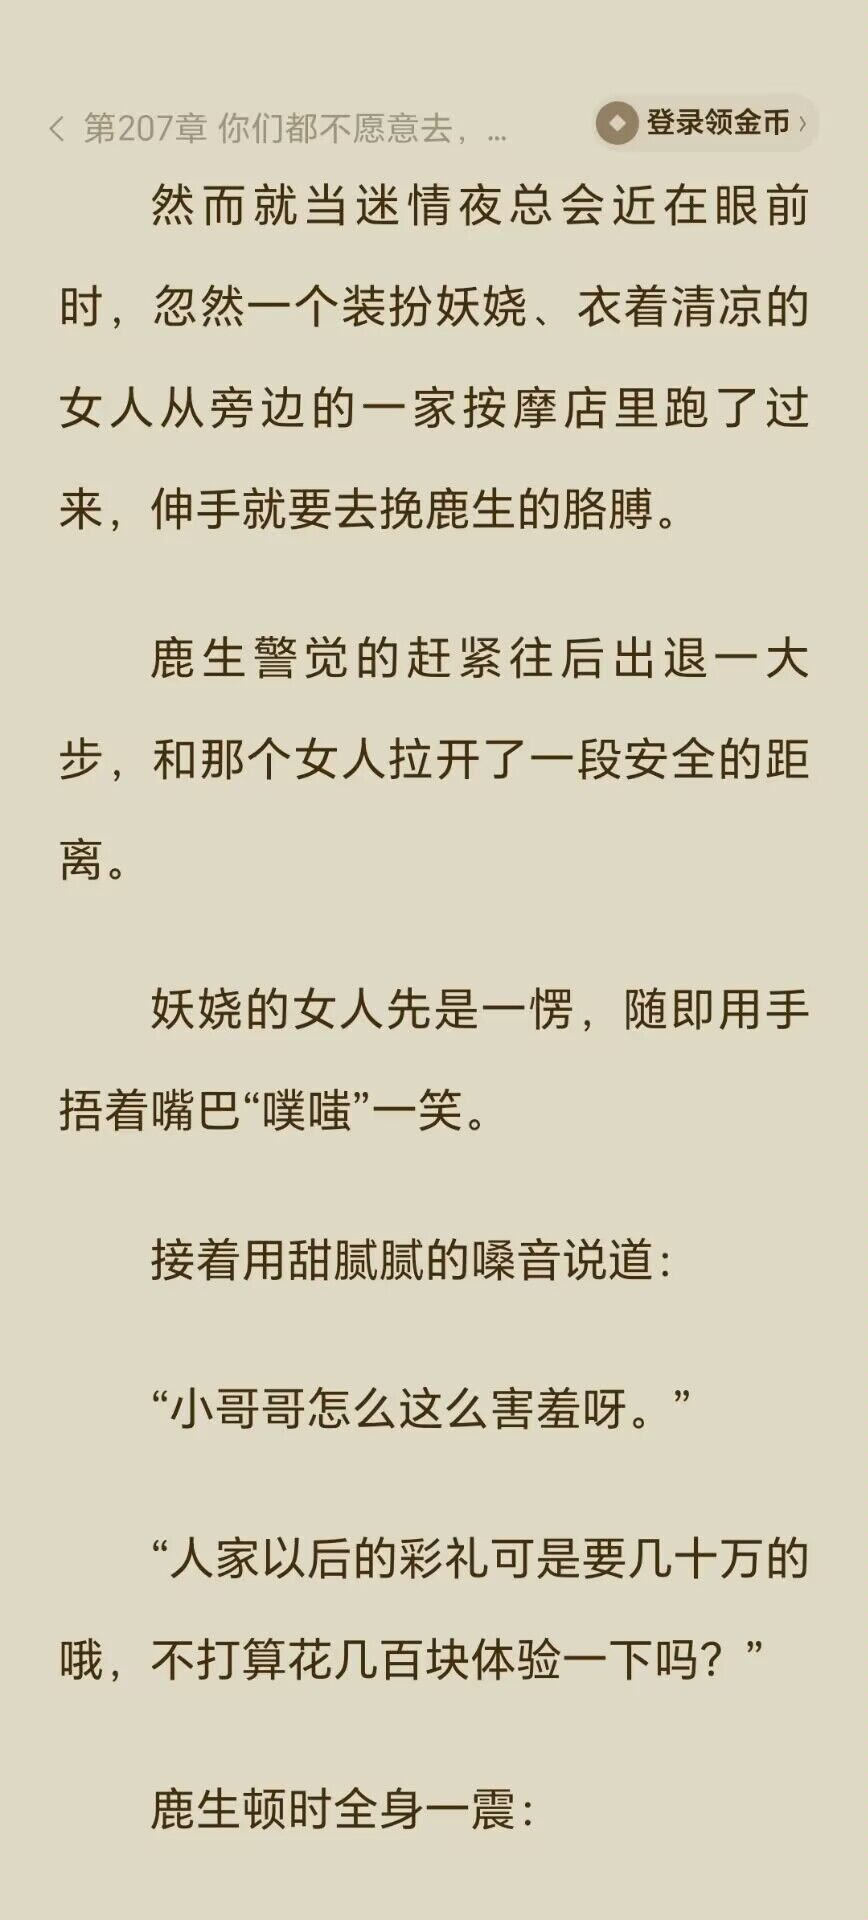 第207章 你们都不愿意去，...
登录领金币
然而就当迷情夜总会近在眼前
时，忽然一个装扮妖娆、衣着清凉的
女人从旁边的一家按摩店里跑了过
来，伸手就要去挽鹿生的胳膊。
鹿生警觉的赶紧往后出退一大
步，和那个女人拉开了一段安全的距
离。
妖娆的女人先是一愣，随即用手
捂着嘴巴“噗嗤”一笑。
接着用甜腻腻的嗓音说道：
“小哥哥怎么这么害羞呀。”
“人家以后的彩礼可是要几十万的
哦，不打算花几百块体验一下吗？”
鹿生顿时全身一震：